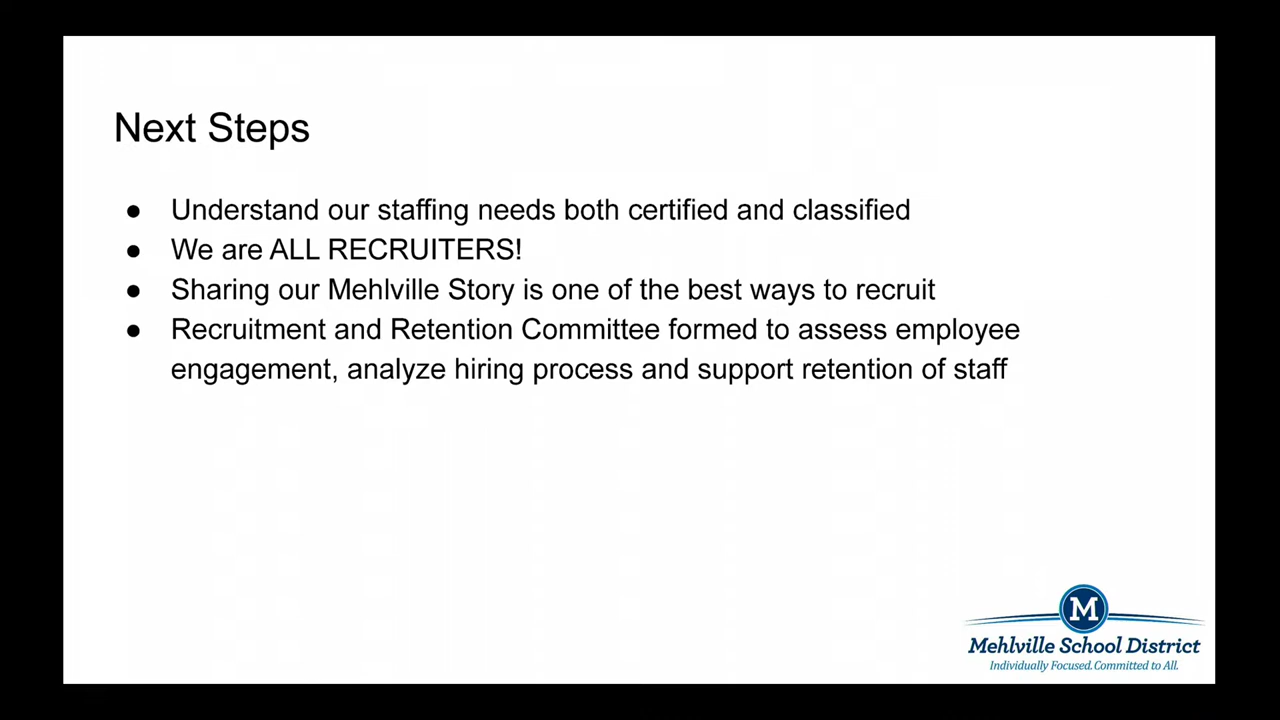 Next Steps
● Understand our staffing needs both certified and classified
● We are ALL RECRUITERS!
● Sharing our Mehlville Story is one of the best ways to recruit
● Recruitment and Retention Committee formed to assess employee
engagement, analyze hiring process and support retention of staff
M
Mehlville School District
Individually Focused. Committed to All.